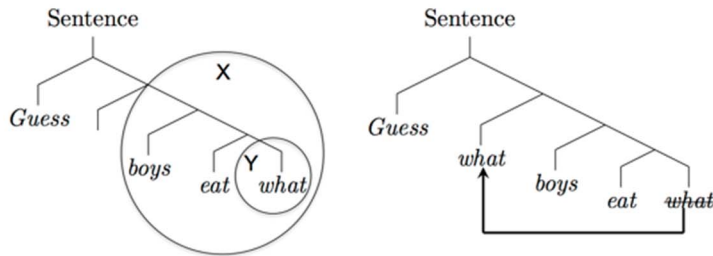 Sentence
X
Guess
boys
Y
eat what
Sentence
Guess
what
boys
eat what